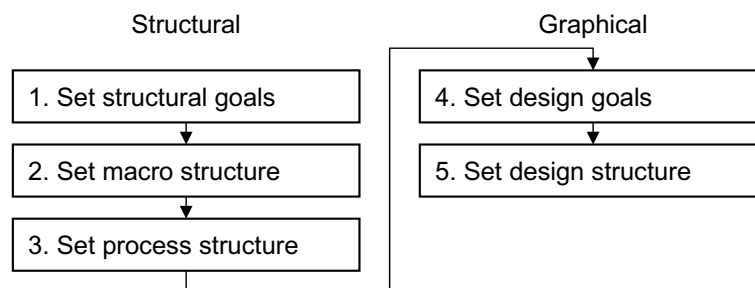 Structural
1. Set structural goals
2. Set macro structure
3. Set process structure
Graphical
4. Set design goals
5. Set design structure